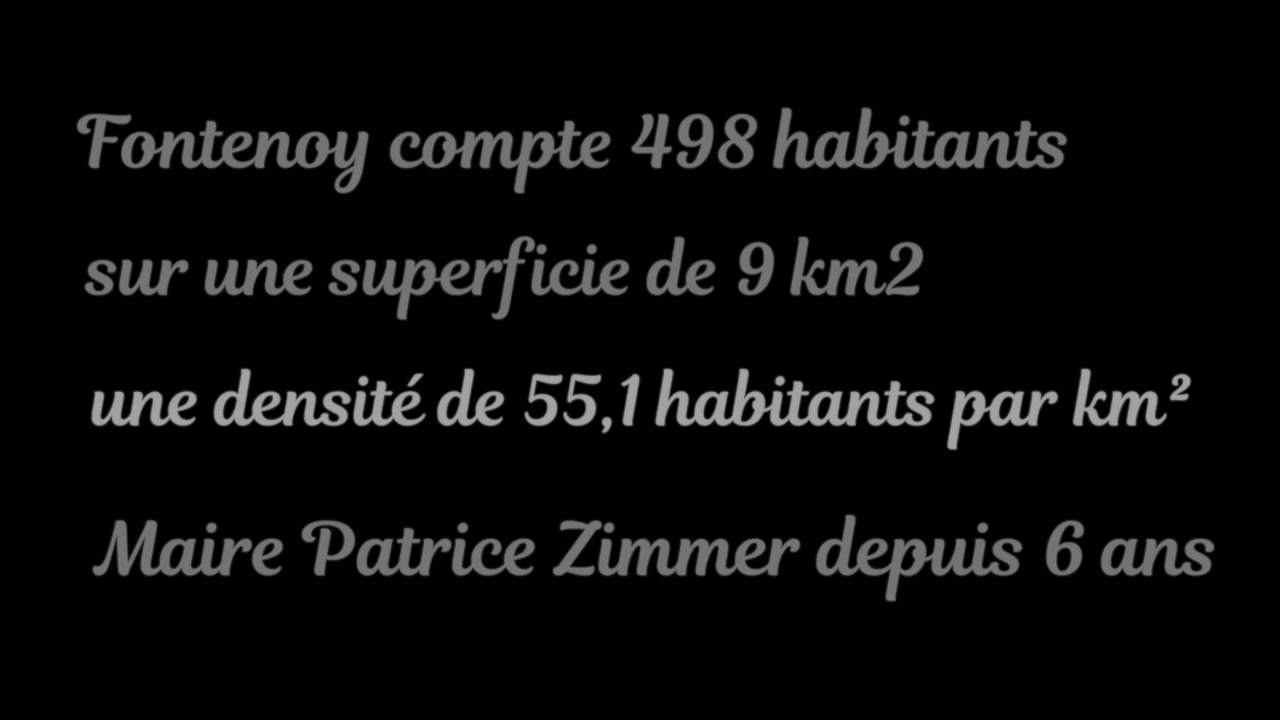 Fontenoy compte 498 habitants
sur une superficie de 9 km2
une densité de 55,1 habitants par km²
Maire Patrice Zimmer depuis 6 ans